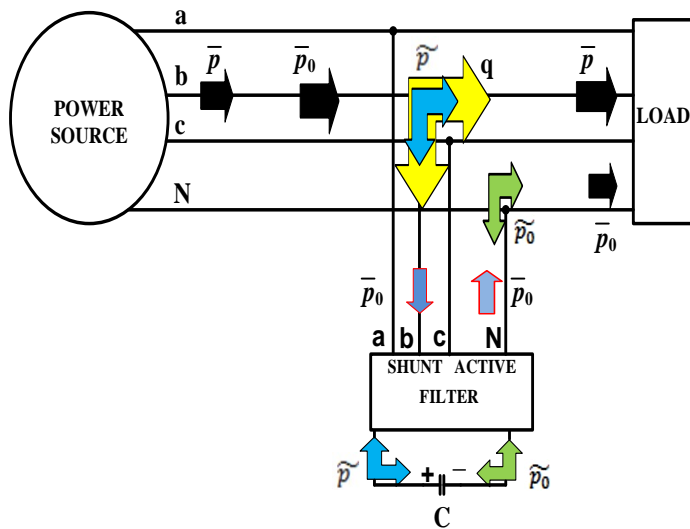 a
b
p̅
p̅₀
p̃
q
p̅
POWER
SOURCE
LOAD
c
N
p̃₀
p̅₀
p̅₀
p̅₀
a b c N
SHUNT ACTIVE
FILTER
p̃
+ −
p̃₀
C